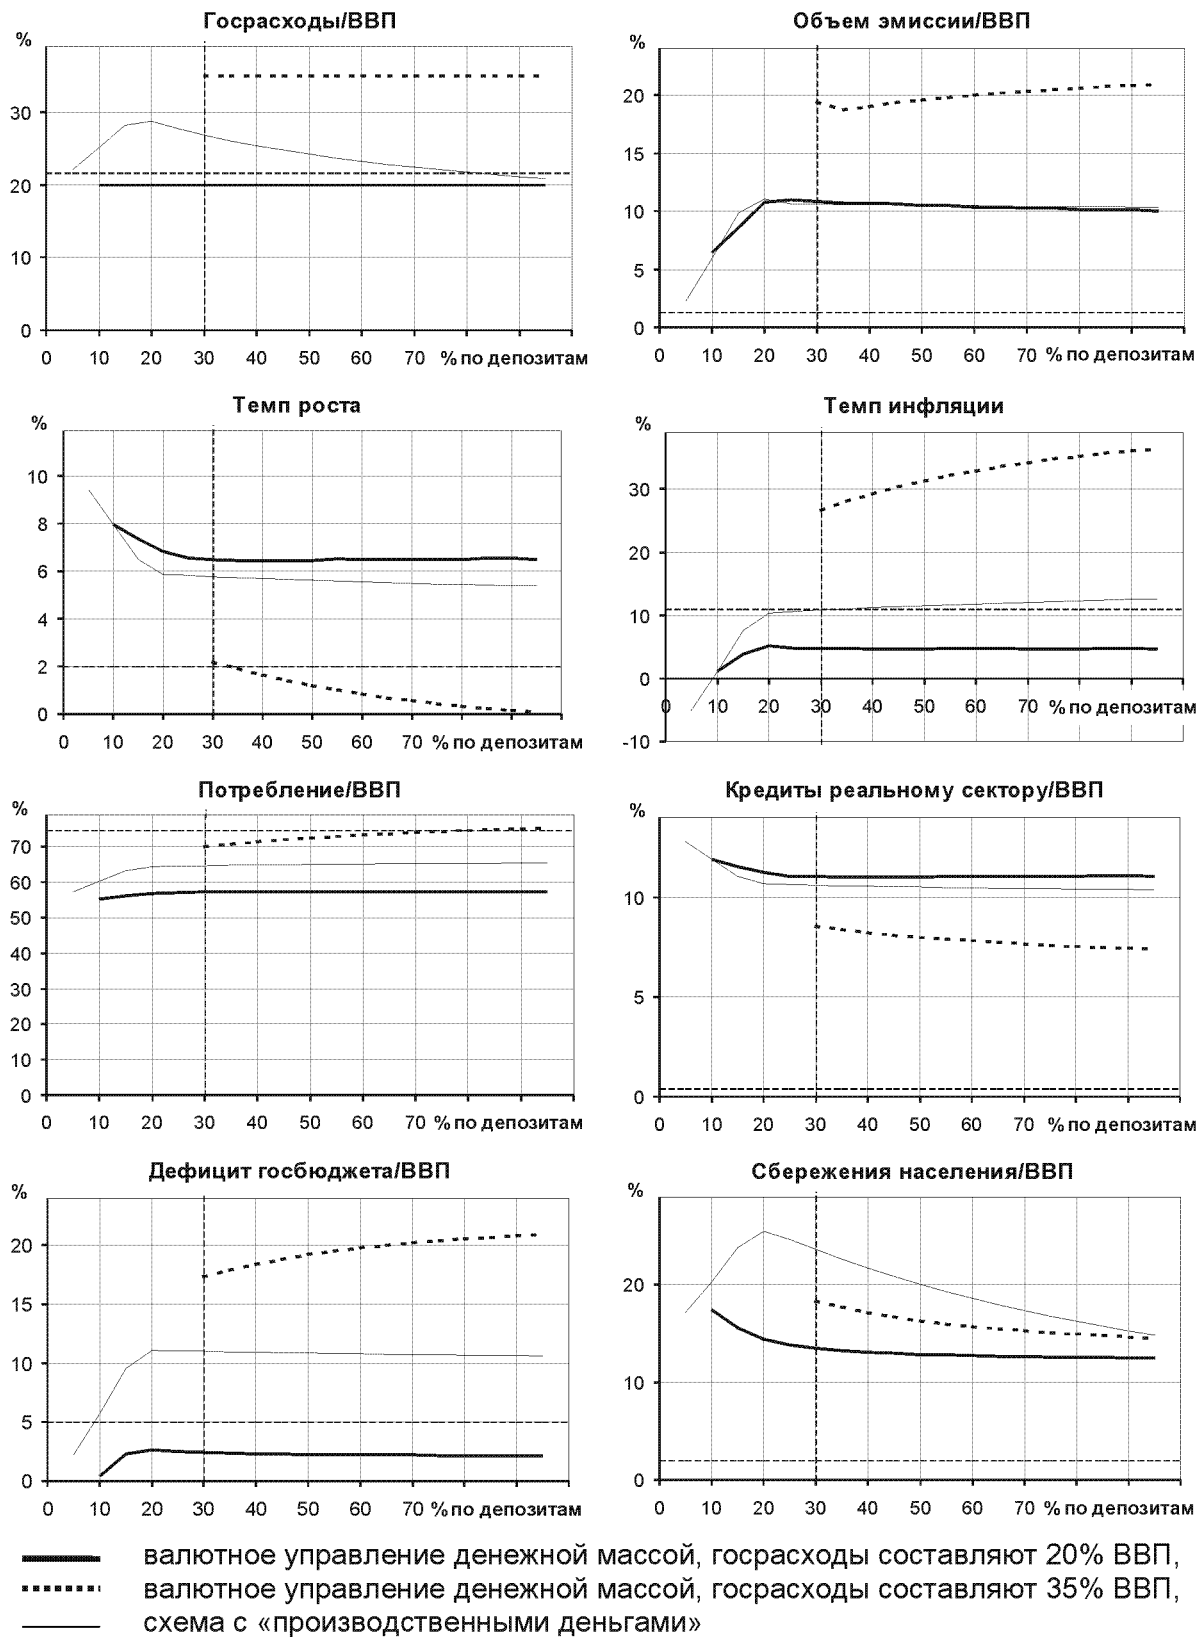 Госрасходы/ВВП
%
30
20
10
0
0 10 20 30 40 50 60 70 % по депозитам
Объем эмиссии/ВВП
%
20
15
10
5
0
0 10 20 30 40 50 60 70 % по депозитам
Темп роста
%
10
8
6
4
2
0
0 10 20 30 40 50 60 70 % по депозитам
Темп инфляции
%
30
20
10
0
0 10 20 30 40 50 60 70 % по депозитам
-10
Потребление/ВВП
%
70
60
50
40
30
20
10
0
0 10 20 30 40 50 60 70 % по депозитам
Кредиты реальному сектору/ВВП
%
10
5
0
0 10 20 30 40 50 60 70 % по депозитам
Дефицит госбюджета/ВВП
%
20
15
10
5
0
0 10 20 30 40 50 60 70 % по депозитам
Сбережения населения/ВВП
%
20
10
0
0 10 20 30 40 50 60 70 % по депозитам
валютное управление денежной массой, госрасходы составляют 20% ВВП,
валютное управление денежной массой, госрасходы составляют 35% ВВП,
схема с «производственными деньгами»